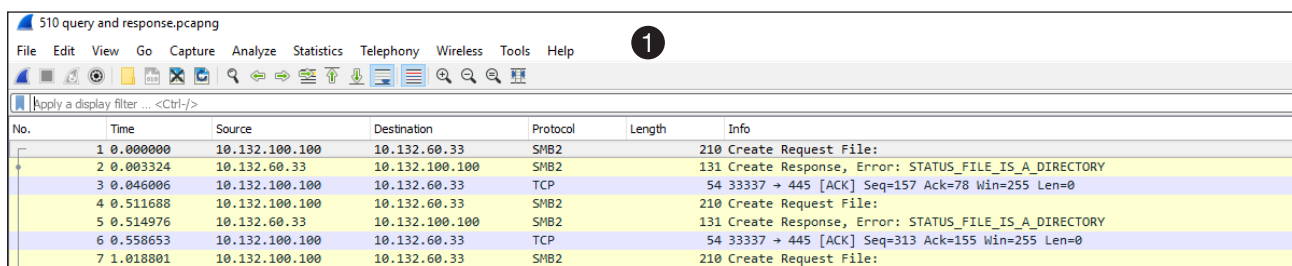 510 query and response.pcapng
File Edit View Go Capture Analyze Statistics Telephony Wireless Tools Help
1
Apply a display filter ... <Ctrl-/>
No. Time Source Destination Protocol Length Info
1 0.000000 10.132.100.100 10.132.60.33 SMB2 210 Create Request File:
2 0.003324 10.132.60.33 10.132.100.100 SMB2 131 Create Response, Error: STATUS_FILE_IS_A_DIRECTORY
3 0.046006 10.132.100.100 10.132.60.33 TCP 54 33337 → 445 [ACK] Seq=157 Ack=78 Win=255 Len=0
4 0.511688 10.132.100.100 10.132.60.33 SMB2 210 Create Request File:
5 0.514976 10.132.60.33 10.132.100.100 SMB2 131 Create Response, Error: STATUS_FILE_IS_A_DIRECTORY
6 0.558653 10.132.100.100 10.132.60.33 TCP 54 33337 → 445 [ACK] Seq=313 Ack=155 Win=255 Len=0
7 1.018801 10.132.100.100 10.132.60.33 SMB2 210 Create Request File: